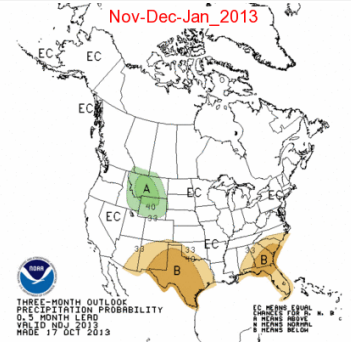 Nov-Dec-Jan_2013
EC
EC
EC
A
EC
EC
40
EC
33
33
33
40
EC
33
B
B
NOAA
THREE-MONTH OUTLOOK
PRECIPITATION PROBABILITY
0.5 MONTH LEAD
VALID NDJ 2013
MADE 17 OCT 2013
EC MEANS EQUAL
CHANCES FOR A, N, B
A MEANS ABOVE
N MEANS NORMAL
B MEANS BELOW